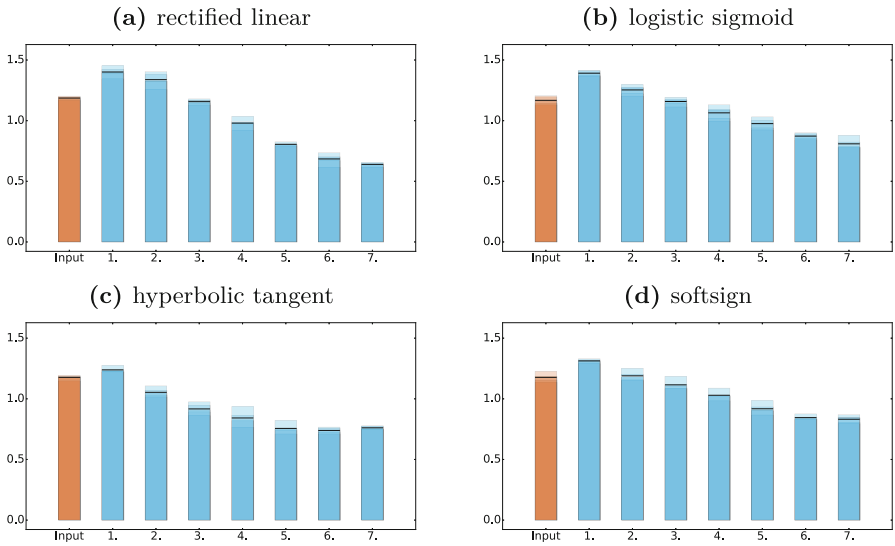 (a) rectified linear
(b) logistic sigmoid
1.5
1.0
0.5
0.0
Input 1. 2. 3. 4. 5. 6. 7.
1.5
1.0
0.5
0.0
Input 1. 2. 3. 4. 5. 6. 7.
(c) hyperbolic tangent
(d) softsign
1.5
1.0
0.5
0.0
Input 1. 2. 3. 4. 5. 6. 7.
1.5
1.0
0.5
0.0
Input 1. 2. 3. 4. 5. 6. 7.